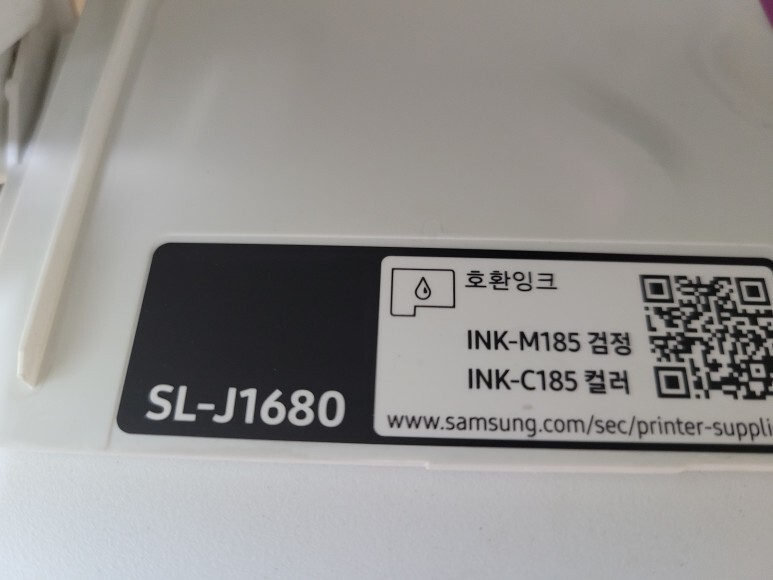 호환잉크
INK-M185 검정
INK-C185 컬러
SL-J1680
www.samsung.com/sec/printer-suppli